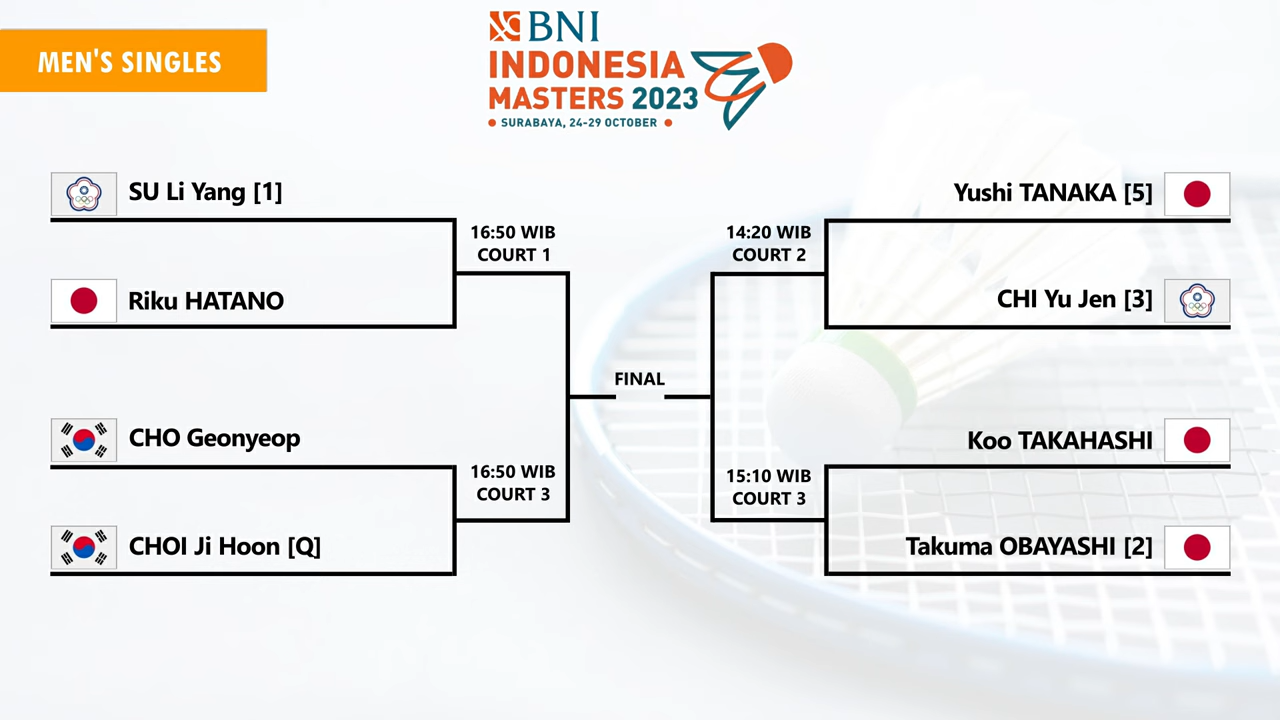 MEN'S SINGLES
BNI
INDONESIA
MASTERS 2023
• SURABAYA, 24-29 OCTOBER •
SU Li Yang [1]
Riku HATANO
16:50 WIB
COURT 1
CHO Geonyeop
CHOI Ji Hoon [Q]
16:50 WIB
COURT 3
FINAL
Yushi TANAKA [5]
CHI Yu Jen [3]
14:20 WIB
COURT 2
Koo TAKAHASHI
Takuma OBAYASHI [2]
15:10 WIB
COURT 3